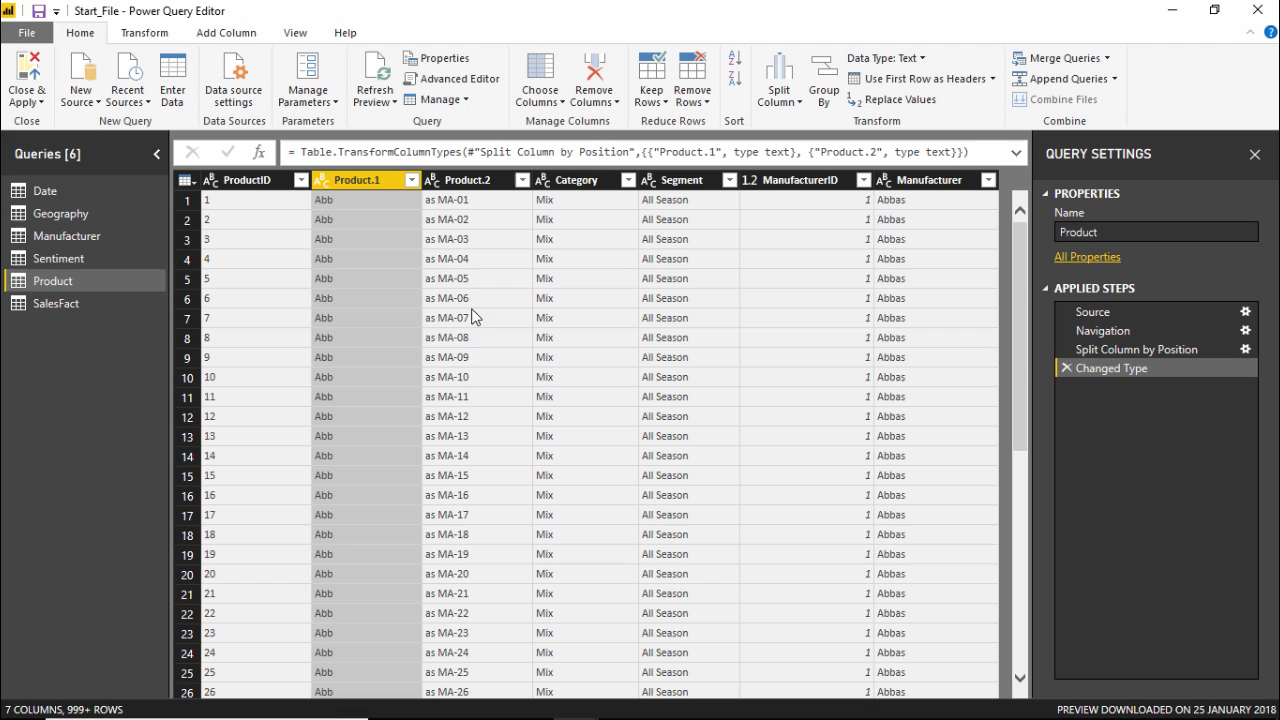 Start_File - Power Query Editor
File Home Transform Add Column View Help
Close & Apply
New Source
Recent Sources
Enter Data
Data source settings
Manage Parameters
Refresh Preview
Properties
Advanced Editor
Manage
Choose Columns
Remove Columns
Keep Rows
Remove Rows
Split Column
Group By
Data Type: Text
Use First Row as Headers
Replace Values
Merge Queries
Append Queries
Combine Files
Close New Query Data Sources Parameters Query Manage Columns Reduce Rows Sort Transform Combine
Queries [6]
Date
Geography
Manufacturer
Sentiment
Product
SalesFact
= Table.TransformColumnTypes(#"Split Column by Position",{{"Product.1", type text}, {"Product.2", type text}})
ProductID Product.1 Product.2 Category Segment 1.2 ManufacturerID Manufacturer
1 1 Abb as MA-01 Mix All Season 1 Abbas
2 2 Abb as MA-02 Mix All Season 1 Abbas
3 3 Abb as MA-03 Mix All Season 1 Abbas
4 4 Abb as MA-04 Mix All Season 1 Abbas
5 5 Abb as MA-05 Mix All Season 1 Abbas
6 6 Abb as MA-06 Mix All Season 1 Abbas
7 7 Abb as MA-07 Mix All Season 1 Abbas
8 8 Abb as MA-08 Mix All Season 1 Abbas
9 9 Abb as MA-09 Mix All Season 1 Abbas
10 10 Abb as MA-10 Mix All Season 1 Abbas
11 11 Abb as MA-11 Mix All Season 1 Abbas
12 12 Abb as MA-12 Mix All Season 1 Abbas
13 13 Abb as MA-13 Mix All Season 1 Abbas
14 14 Abb as MA-14 Mix All Season 1 Abbas
15 15 Abb as MA-15 Mix All Season 1 Abbas
16 16 Abb as MA-16 Mix All Season 1 Abbas
17 17 Abb as MA-17 Mix All Season 1 Abbas
18 18 Abb as MA-18 Mix All Season 1 Abbas
19 19 Abb as MA-19 Mix All Season 1 Abbas
20 20 Abb as MA-20 Mix All Season 1 Abbas
21 21 Abb as MA-21 Mix All Season 1 Abbas
22 22 Abb as MA-22 Mix All Season 1 Abbas
23 23 Abb as MA-23 Mix All Season 1 Abbas
24 24 Abb as MA-24 Mix All Season 1 Abbas
25 25 Abb as MA-25 Mix All Season 1 Abbas
26 26 Abb as MA-26 Mix All Season 1 Abbas
QUERY SETTINGS
PROPERTIES
Name
Product
All Properties
APPLIED STEPS
Source
Navigation
Split Column by Position
Changed Type
7 COLUMNS, 999+ ROWS
PREVIEW DOWNLOADED ON 25 JANUARY 2018